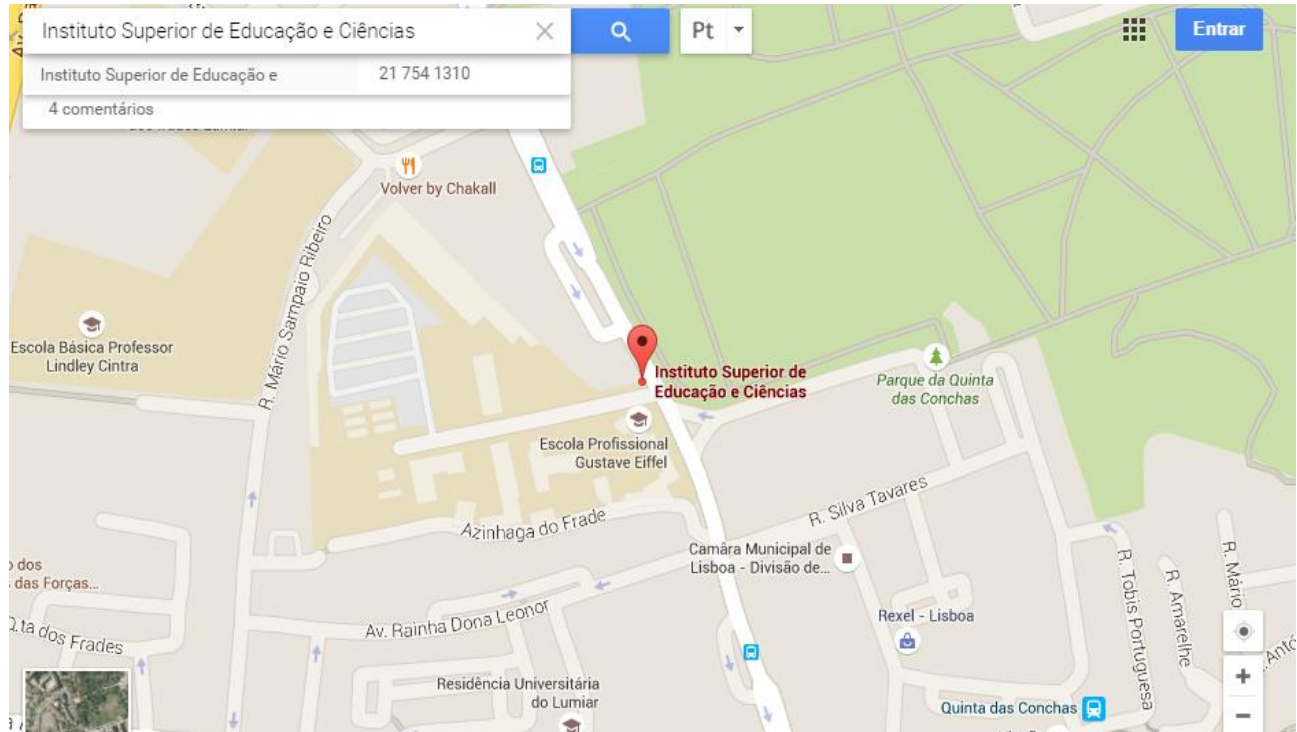 Instituto Superior de Educação e Ciências
Pt
Entrar
Instituto Superior de Educação e
21 754 1310
4 comentários
Volver by Chakall
R. Mário Sampaio Ribeiro
Escola Básica Professor
Lindley Cintra
Instituto Superior de
Educação e Ciências
Parque da Quinta
das Conchas
Escola Profissional
Gustave Eiffel
R. Silva Tavares
Azinhaga do Frade
Camâra Municipal de
Lisboa - Divisão de...
dos
das Forças...
R. Tobis Portuguesa
R. Amarelhe
R. Mário
Av. Rainha Dona Leonor
Rexel - Lisboa
Q.ta dos Frades
Residência Universitária
do Lumiar
Quinta das Conchas